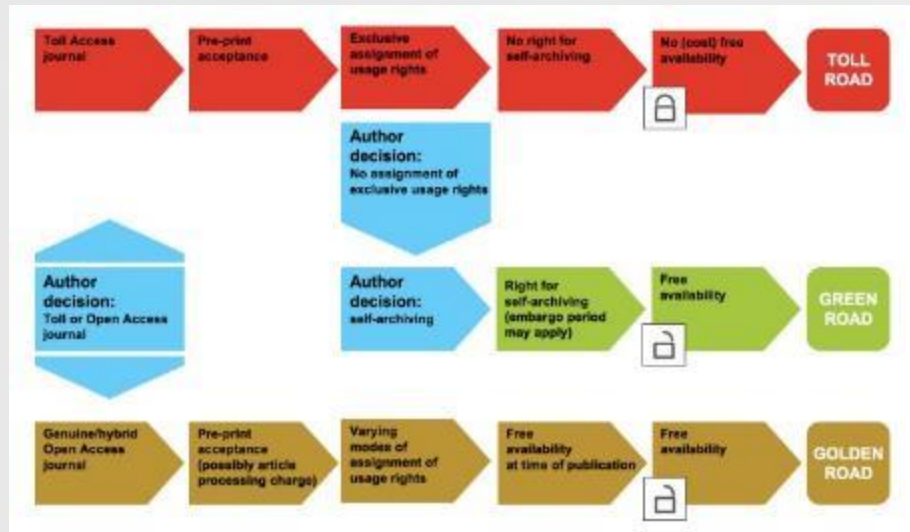 Toll Access
journal
Pre-print
acceptance
Exclusive
assignment of
usage rights
No right for
self-archiving
No (cost) free
availability
TOLL
ROAD
Author
decision:
No assignment of
exclusive usage rights
Author
decision:
Toll or Open Access
journal
Author
decision:
self-archiving
Right for
self-archiving
(embargo period
may apply)
Free
availability
GREEN
ROAD
Genuine/hybrid
Open Access
journal
Pre-print
acceptance
(possibly article
processing charge)
Varying
modes of
assignment of
usage rights
Free
availability
at time of publication
Free
availability
GOLDEN
ROAD